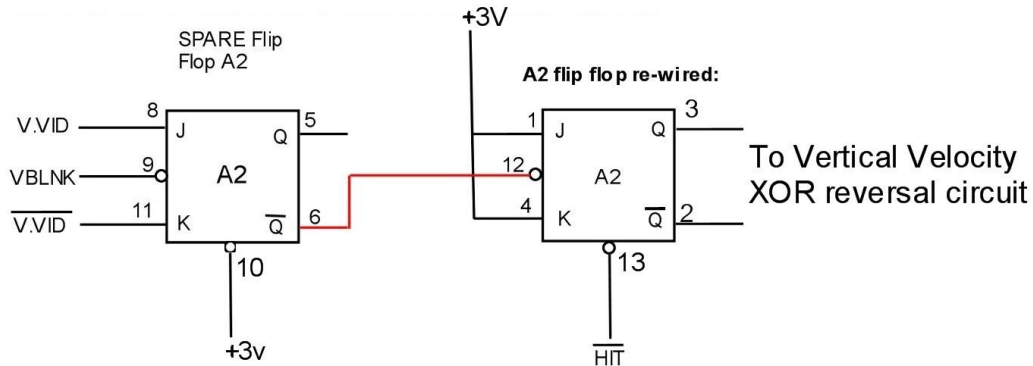 +3V
SPARE Flip
Flop A2
A2 flip flop re-wired:
V.VID
8
J
Q
5
VBLNK
9
A2
V.VID
11
K
Q
6
10
+3v
1
J
Q
3
12
A2
4
K
Q
2
13
HIT
To Vertical Velocity
XOR reversal circuit